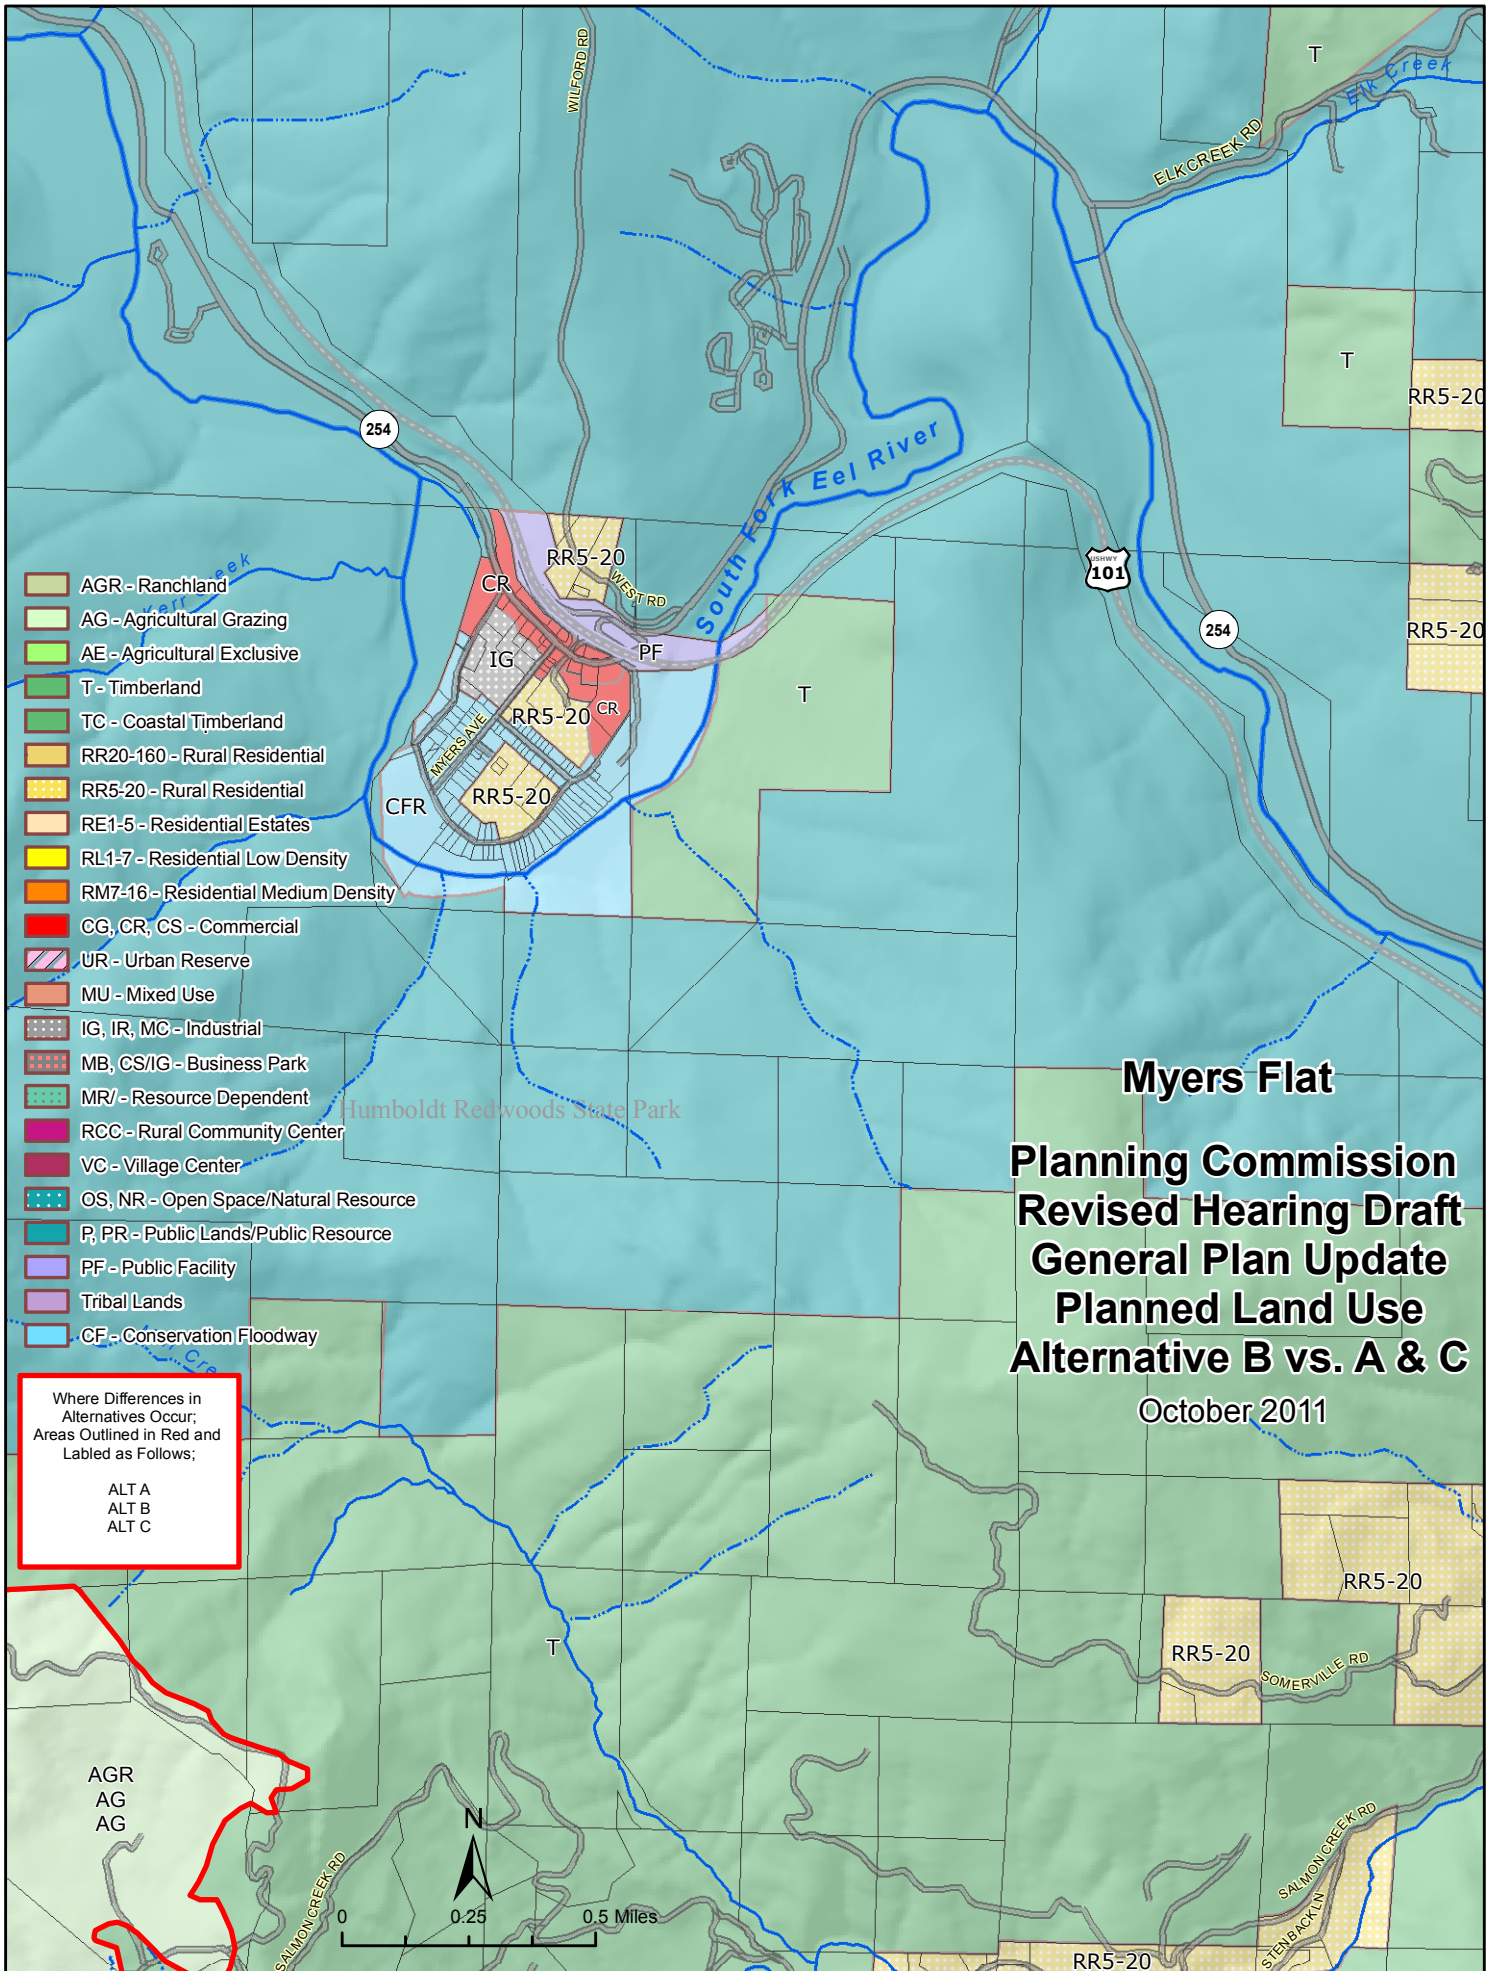 T
Elk Creek
WILFORD RD
ELK CREEK RD
T
RR5-20
254
South Fork Eel River
RR5-20
WEST RD
CR
PF
IG
RR5-20
CR
MYERS AVE
CFR
RR5-20
T
USHWY
101
254
RR5-20
Kerr Creek
AGR - Ranchland
AG - Agricultural Grazing
AE - Agricultural Exclusive
T - Timberland
TC - Coastal Timberland
RR20-160 - Rural Residential
RR5-20 - Rural Residential
RE1-5 - Residential Estates
RL1-7 - Residential Low Density
RM7-16 - Residential Medium Density
CG, CR, CS - Commercial
UR - Urban Reserve
MU - Mixed Use
IG, IR, MC - Industrial
MB, CS/IG - Business Park
MR/ - Resource Dependent
RCC - Rural Community Center
VC - Village Center
OS, NR - Open Space/Natural Resource
P, PR - Public Lands/Public Resource
PF - Public Facility
Tribal Lands
CF - Conservation Floodway
Humboldt Redwoods State Park
Myers Flat
Planning Commission
Revised Hearing Draft
General Plan Update
Planned Land Use
Alternative B vs. A & C
October 2011
Where Differences in
Alternatives Occur;
Areas Outlined in Red and
Labled as Follows;
ALT A
ALT B
ALT C
RR5-20
RR5-20
SOMERVILLE RD
T
AGR
AG
AG
N
0 0.25 0.5 Miles
SALMON CREEK RD
SALMON CREEK RD
STENBACK LN
RR5-20